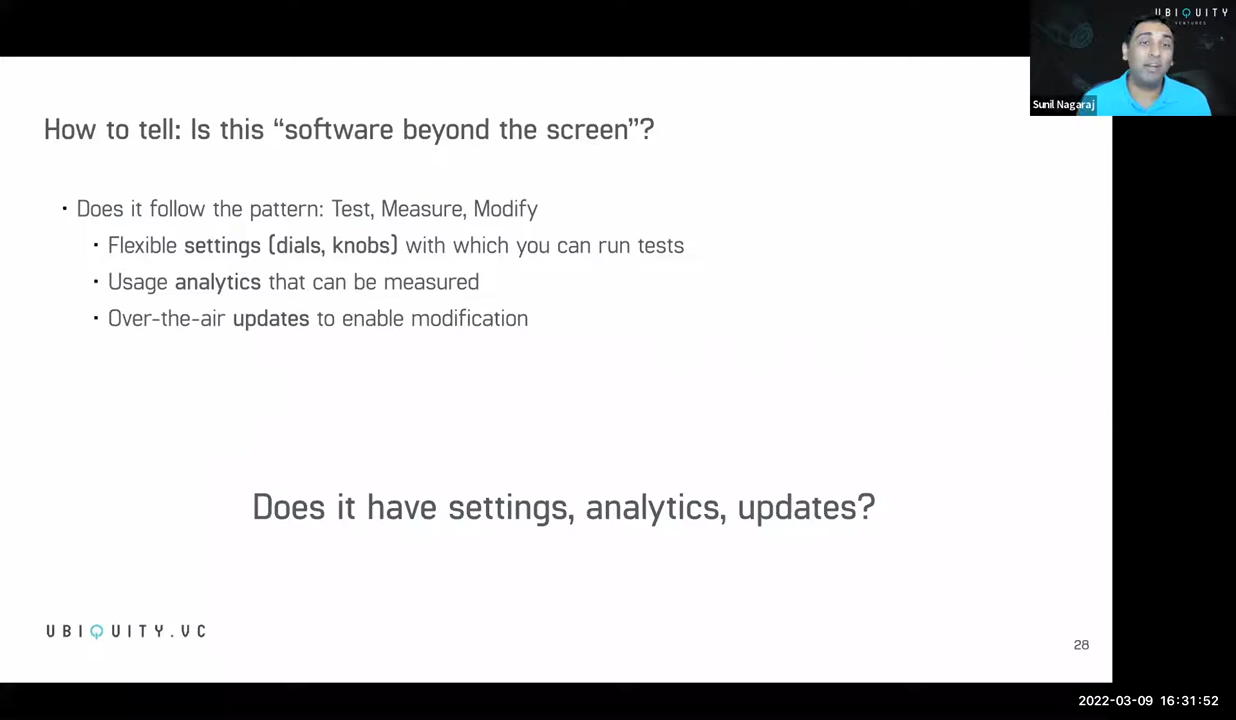 UBIQUITY
VENTURES
Sunil Nagaraj
How to tell: Is this “software beyond the screen”?
· Does it follow the pattern: Test, Measure, Modify
· Flexible settings (dials, knobs) with which you can run tests
· Usage analytics that can be measured
· Over-the-air updates to enable modification
Does it have settings, analytics, updates?
UBIQUITY.VC
28
2022-03-09 16:31:52